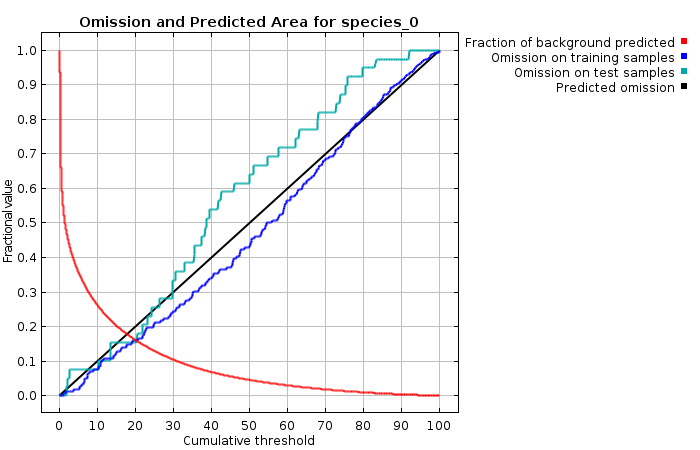 Omission and Predicted Area for species_0
Fraction of background predicted
Omission on training samples
Omission on test samples
Predicted omission
Fractional value
1.0
0.9
0.8
0.7
0.6
0.5
0.4
0.3
0.2
0.1
0.0
0 10 20 30 40 50 60 70 80 90 100
Cumulative threshold